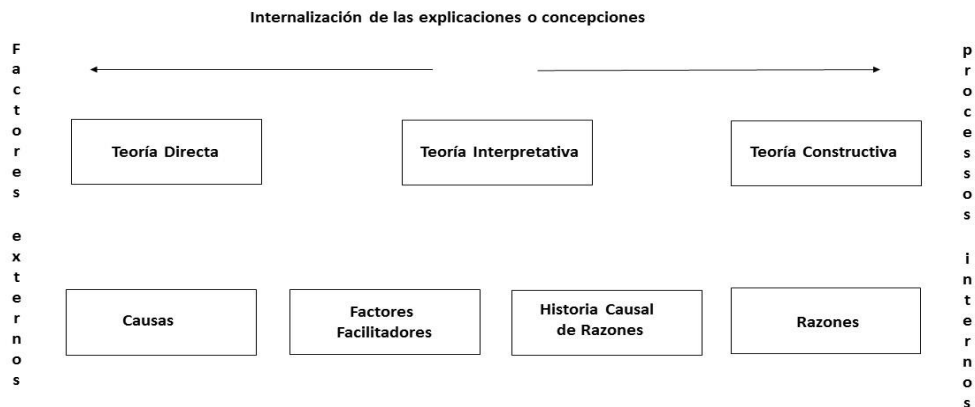 Internalización de las explicaciones o concepciones
Factores externos
processos internos
Teoría Directa
Teoría Interpretativa
Teoría Constructiva
Causas
Factores
Facilitadores
Historia Causal
de Razones
Razones